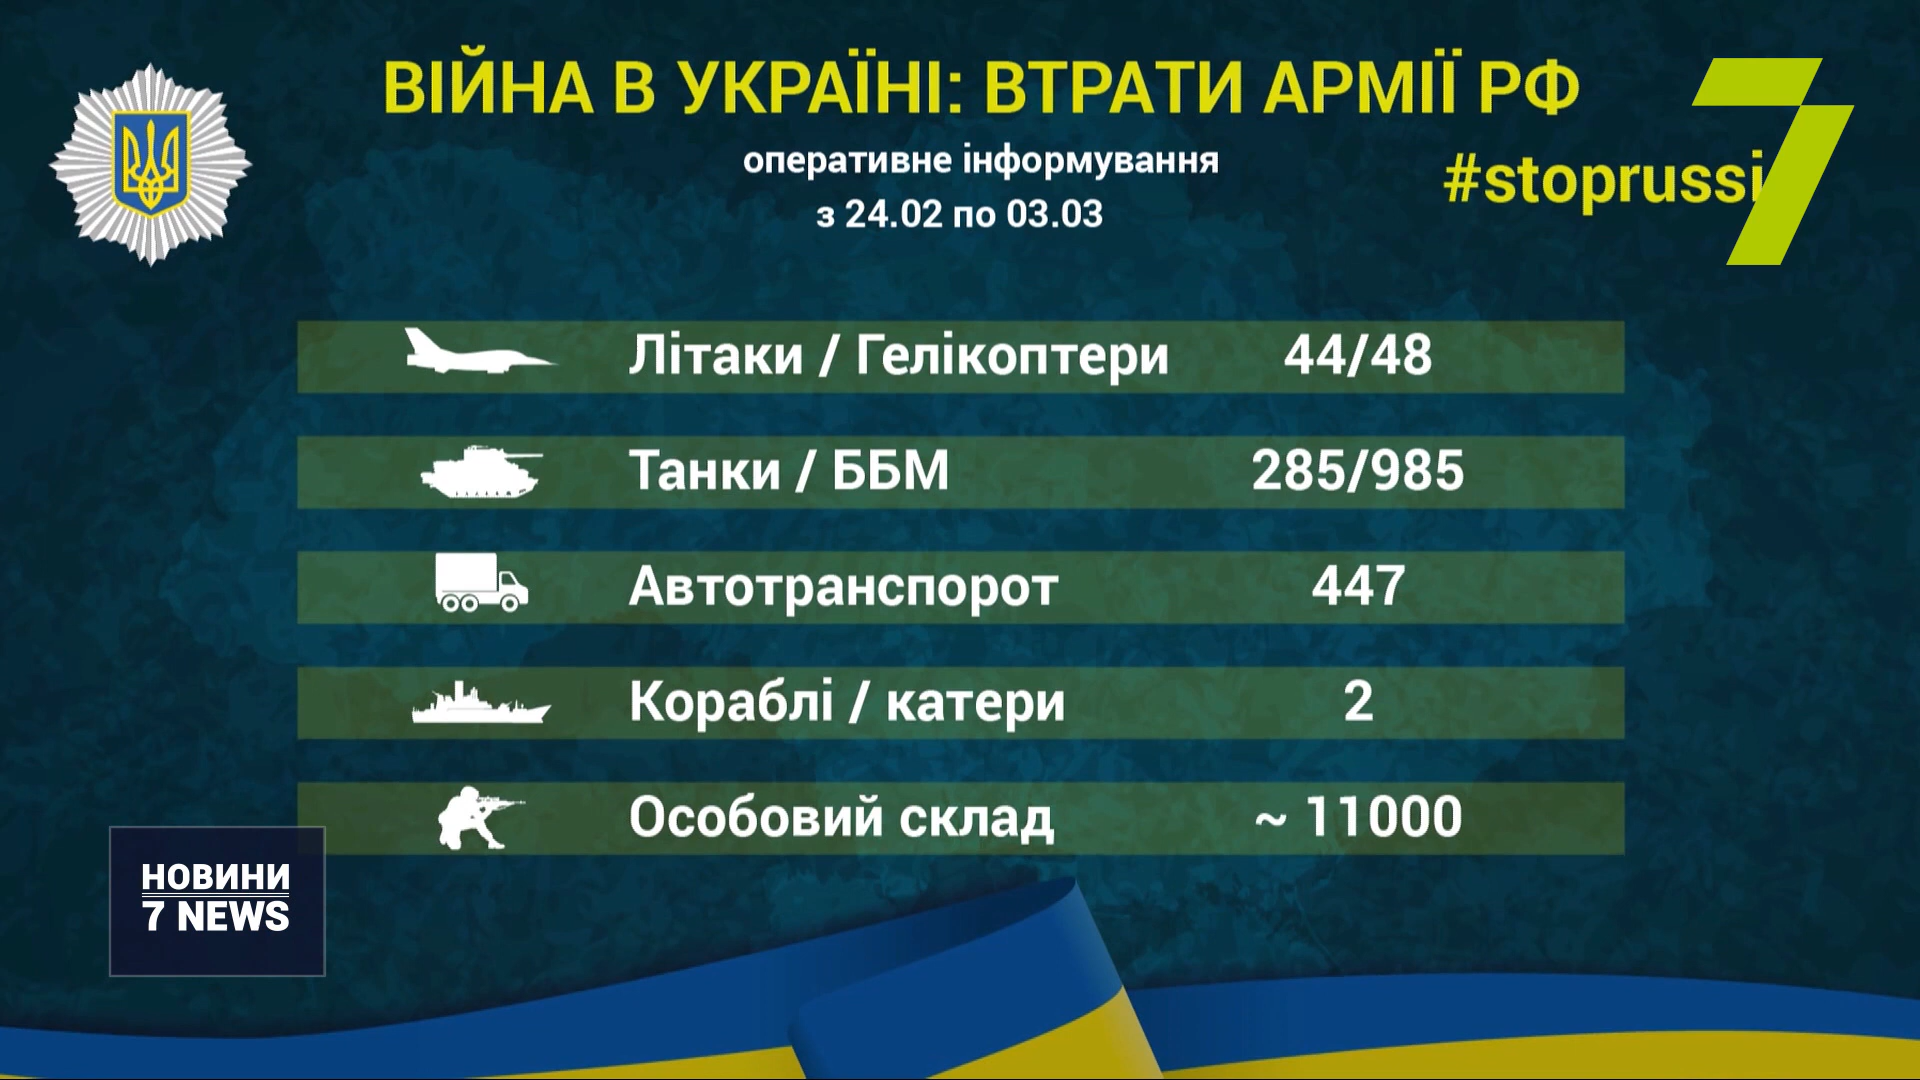 ВІЙНА В УКРАЇНІ: ВТРАТИ АРМІЇ РФ
оперативне інформування
з 24.02 по 03.03
#stoprussi
7
Літаки / Гелікоптери 44/48
Танки / ББМ 285/985
Автотранспорот 447
Кораблі / катери 2
Особовий склад ~ 11000
НОВИНИ
7 NEWS